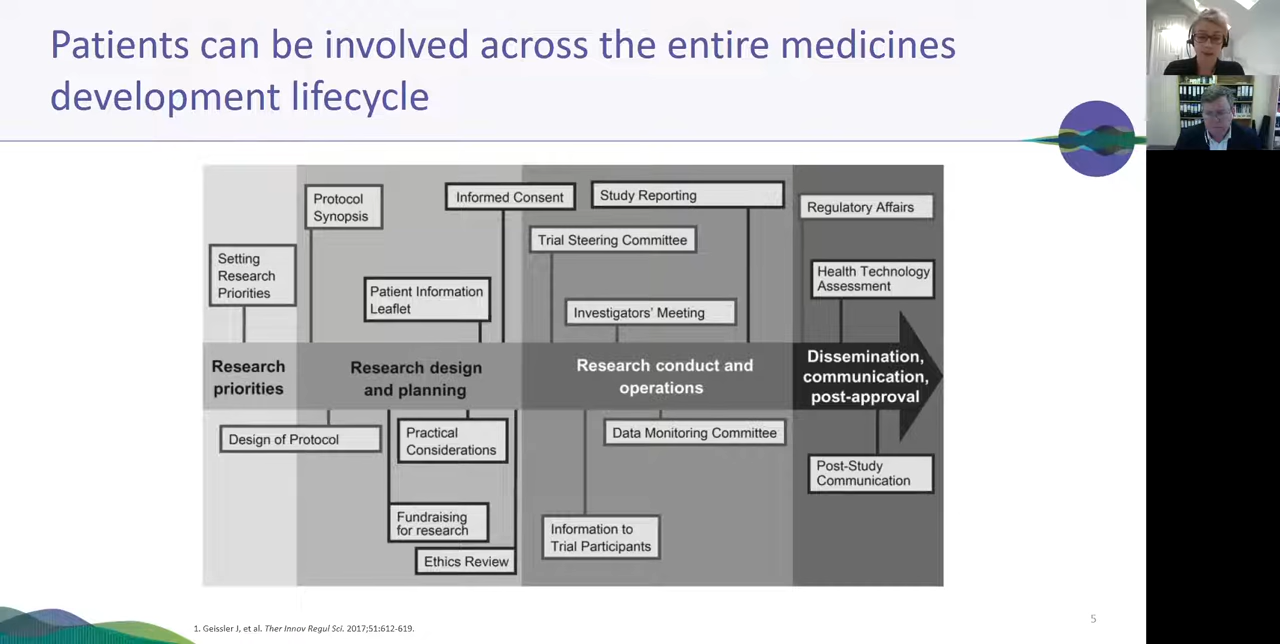 Patients can be involved across the entire medicines
development lifecycle
Protocol
Synopsis
Informed Consent
Study Reporting
Regulatory Affairs
Trial Steering Committee
Setting
Research
Priorities
Patient Information
Leaflet
Health Technology
Assessment
Investigators' Meeting
Research
priorities
Research design
and planning
Research conduct and
operations
Dissemination,
communication,
post-approval
Design of Protocol
Practical
Considerations
Data Monitoring Committee
Post-Study
Communication
Fundraising
for research
Information to
Trial Participants
Ethics Review
1. Geissler J, et al. Ther Innov Regul Sci. 2017;51:612-619.
5